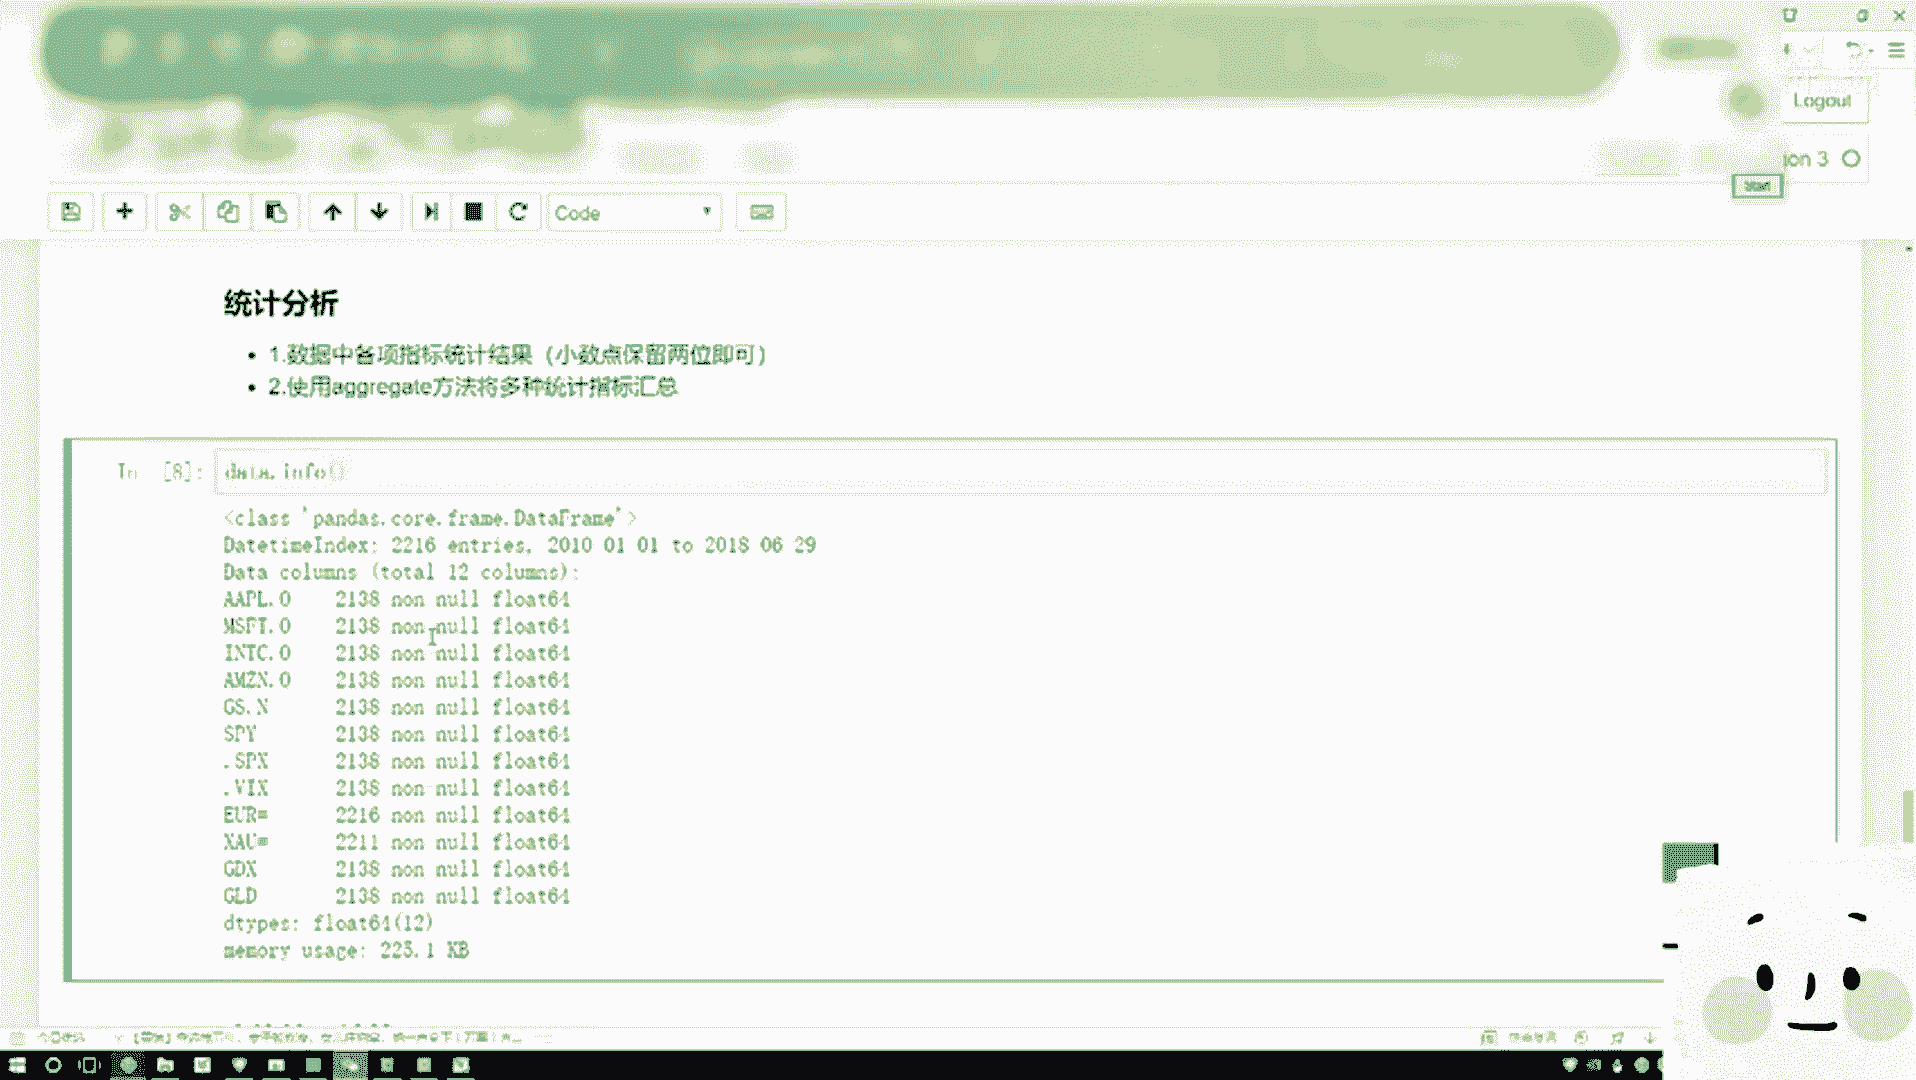 Logout
on 3
Code
统计分析
1.数据中各项指标统计结果（小数点保留两位即可）
2.使用aggregate方法将多种统计指标汇总
In [8]: data.info()
<class 'pandas.core.frame.DataFrame'>
DatetimeIndex: 2216 entries, 2010 01 01 to 2018 06 29
Data columns (total 12 columns):
AAPL.O 2138 non null float64
MSFT.O 2138 non null float64
INTC.O 2138 non null float64
AMZN.O 2138 non null float64
GS.N 2138 non null float64
SPY 2138 non null float64
.SPX 2138 non null float64
.VIX 2138 non null float64
EUR= 2216 non null float64
XAU= 2211 non null float64
GDX 2138 non null float64
GLD 2138 non null float64
dtypes: float64(12)
memory usage: 225.1 KB